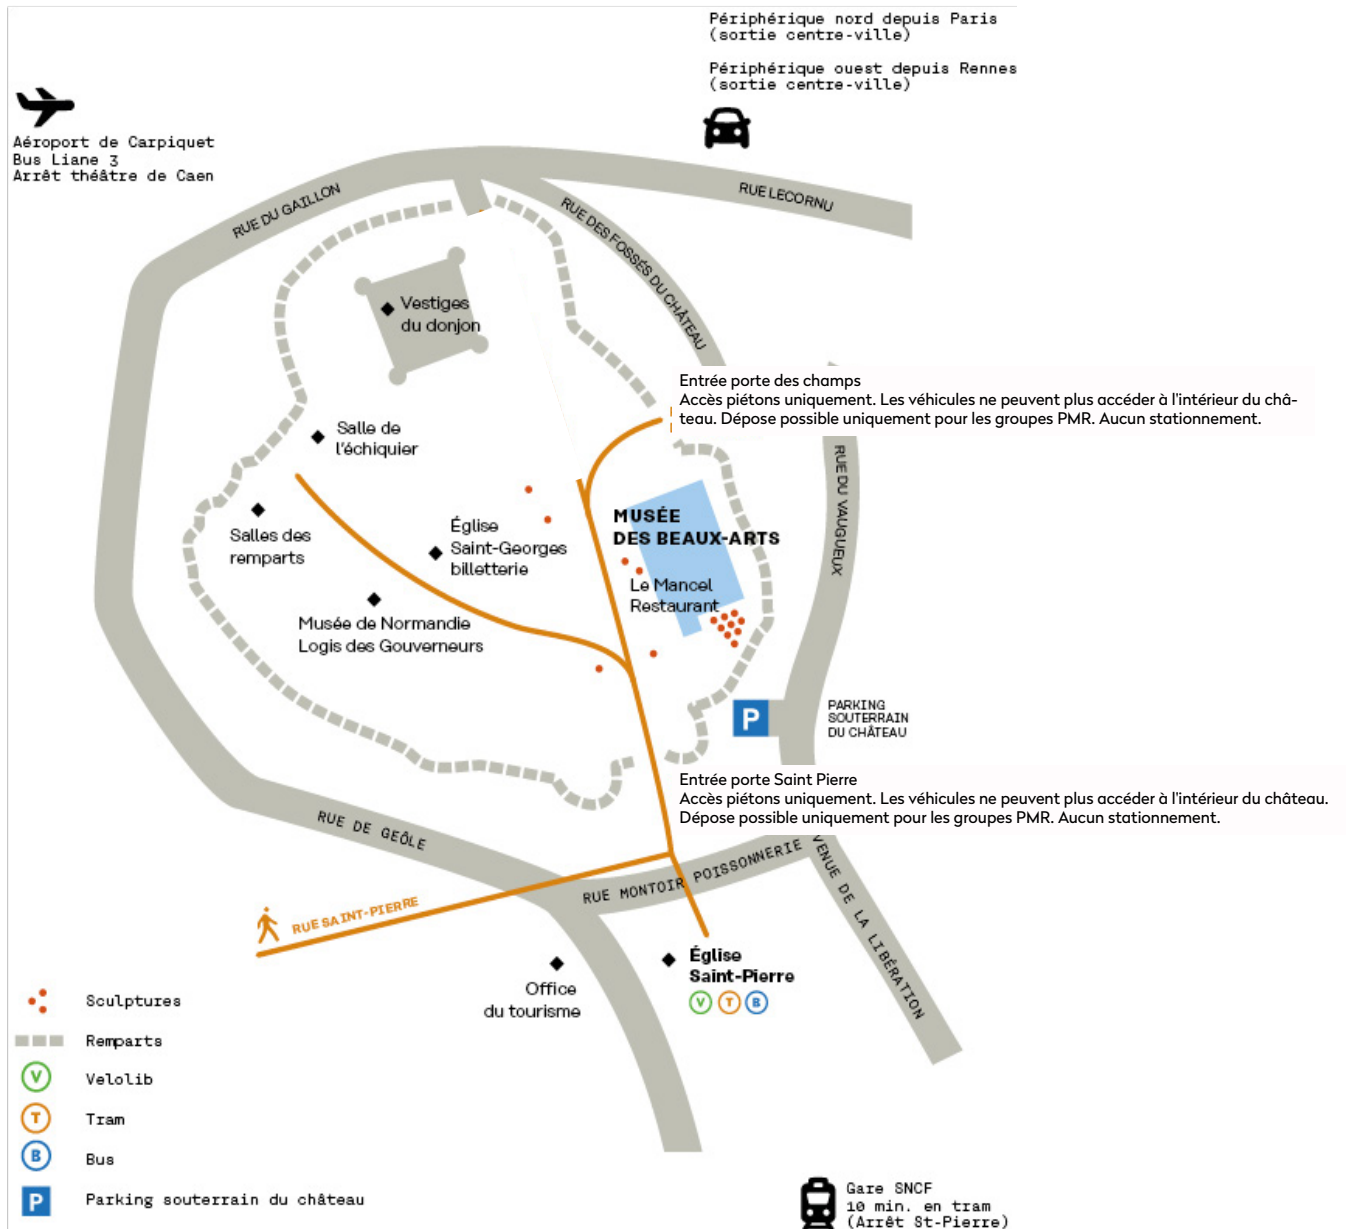 Périphérique nord depuis Paris
(sortie centre-ville)
Périphérique ouest depuis Rennes
(sortie centre-ville)
Aéroport de Carpiquet
Bus Liane 3
Arrêt théâtre de Caen
RUE DU GAILLON
RUE LECORNU
RUE DES FOSSÉS DU CHÂTEAU
Vestiges
du donjon
Entrée porte des champs
Accès piétons uniquement. Les véhicules ne peuvent plus accéder à l'intérieur du châ-
teau. Dépose possible uniquement pour les groupes PMR. Aucun stationnement.
Salle de
l'échiquier
RUE DU VAUGUEUX
Salles des
remparts
Église
Saint-Georges
billetterie
MUSÉE
DES BEAUX-ARTS
Le Mancel
Restaurant
Musée de Normandie
Logis des Gouverneurs
P
PARKING
SOUTERRAIN
DU CHÂTEAU
Entrée porte Saint Pierre
Accès piétons uniquement. Les véhicules ne peuvent plus accéder à l'intérieur du château.
Dépose possible uniquement pour les groupes PMR. Aucun stationnement.
RUE DE GEÔLE
RUE MONTOIR POISSONNERIE
VENUE DE LA LIBÉRATION
RUE SAINT-PIERRE
Église
Saint-Pierre
V T B
Office
du tourisme
Sculptures
Remparts
V Velolib
T Tram
B Bus
P Parking souterrain du château
Gare SNCF
10 min. en tram
(Arrêt St-Pierre)